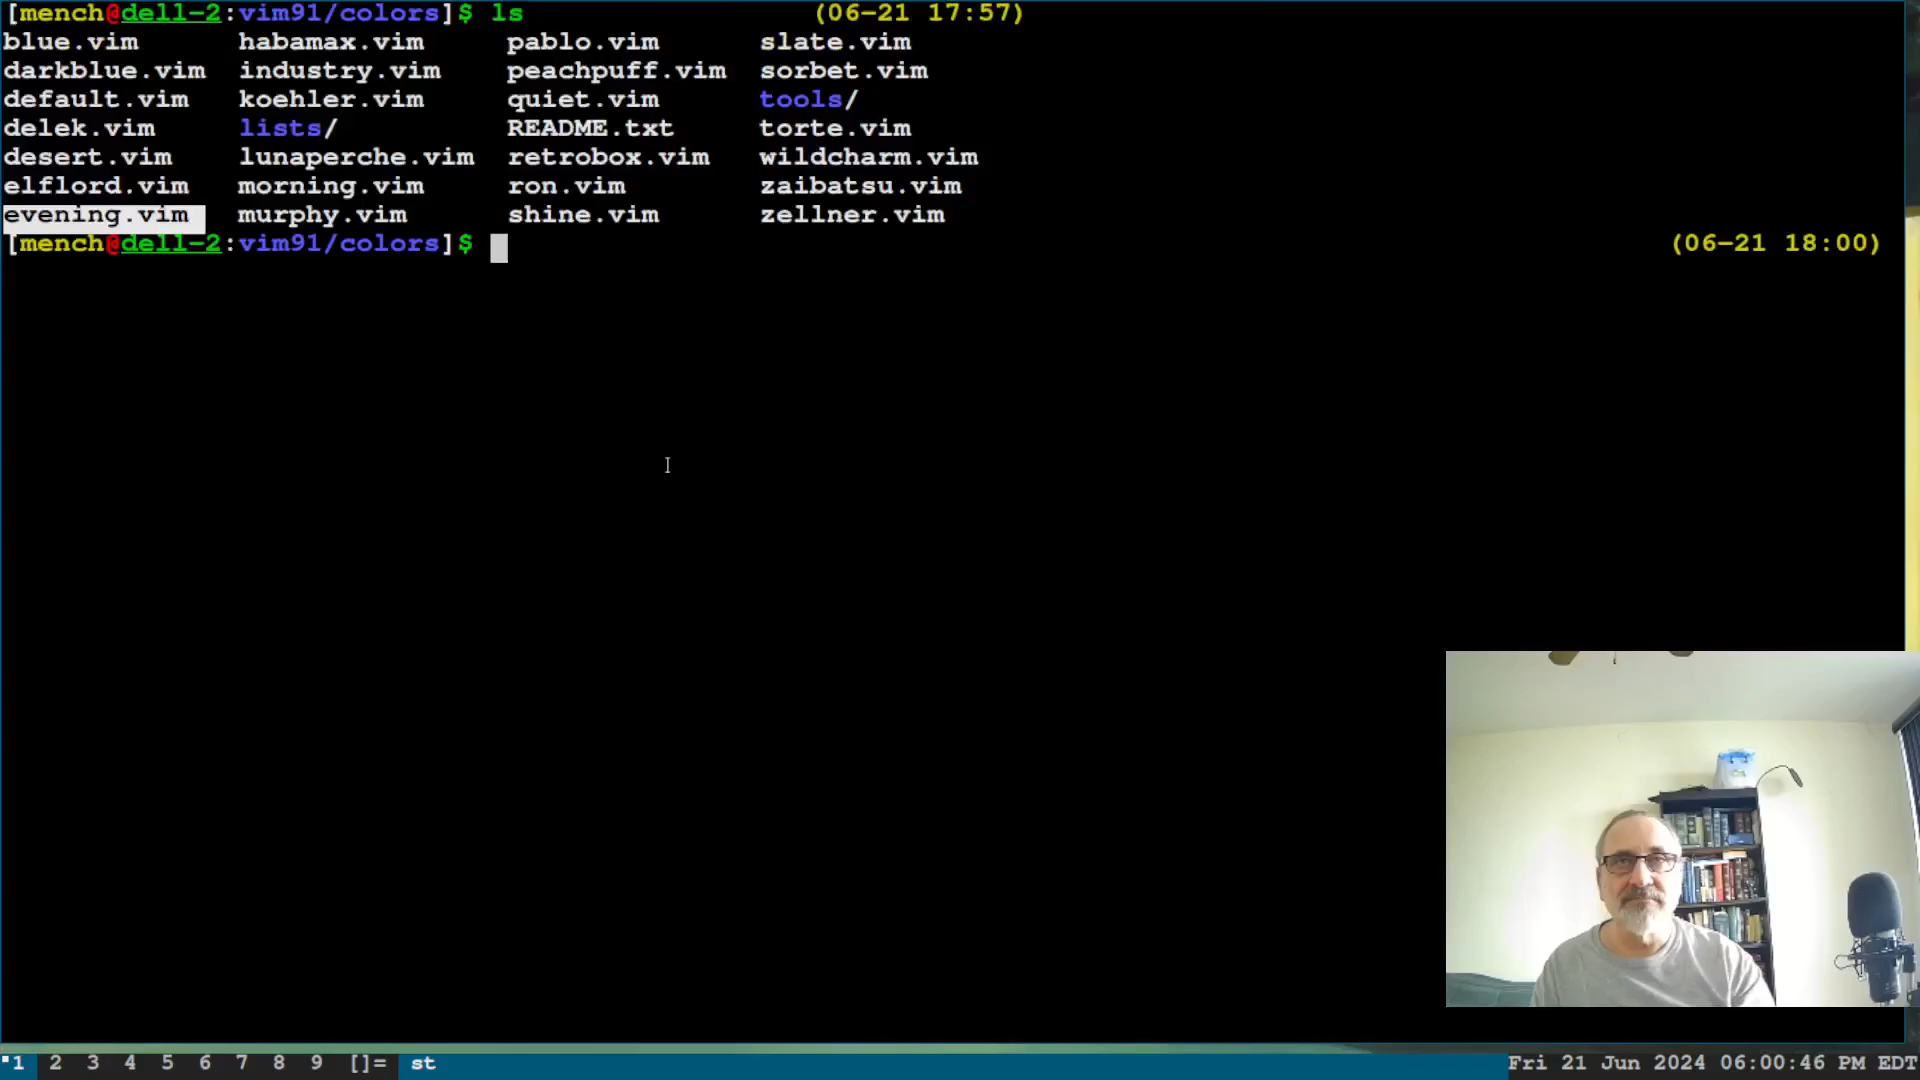 [mench@dell-2:vim91/colors]$ ls (06-21 17:57)
blue.vim habamax.vim pablo.vim slate.vim
darkblue.vim industry.vim peachpuff.vim sorbet.vim
default.vim koehler.vim quiet.vim tools/
delek.vim lists/ README.txt torte.vim
desert.vim lunaperche.vim retrobox.vim wildcharm.vim
elflord.vim morning.vim ron.vim zaibatsu.vim
evening.vim murphy.vim shine.vim zellner.vim
[mench@dell-2:vim91/colors]$ (06-21 18:00)
1 2 3 4 5 6 7 8 9 []= st Fri 21 Jun 2024 06:00:46 PM EDT